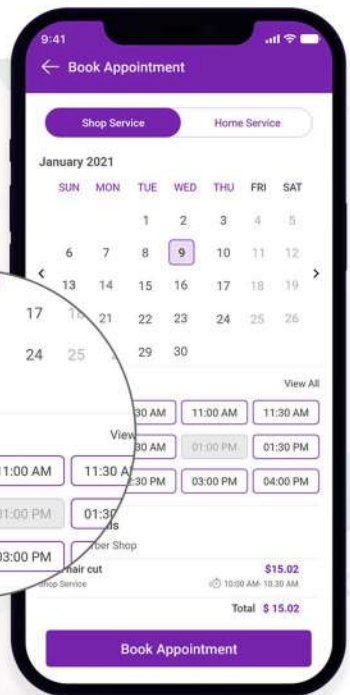 9:41
Book Appointment
Shop Service Home Service
January 2021
SUN MON TUE WED THU FRI SAT
1 2 3 4 5
6 7 8 9 10 11 12
13 14 15 16 17 18 19
17 21 22 23 24 25 26
24 25 29 30
View All
11:00 AM 11:30 AM
01:00 PM 01:30 PM
03:00 PM 04:00 PM
11:00 AM 11:30
01:00 PM
03:00 PM
Shop
hair cut $15.02
Shop Service 10:00 AM- 10:30 AM
Total $ 15.02
Book Appointment